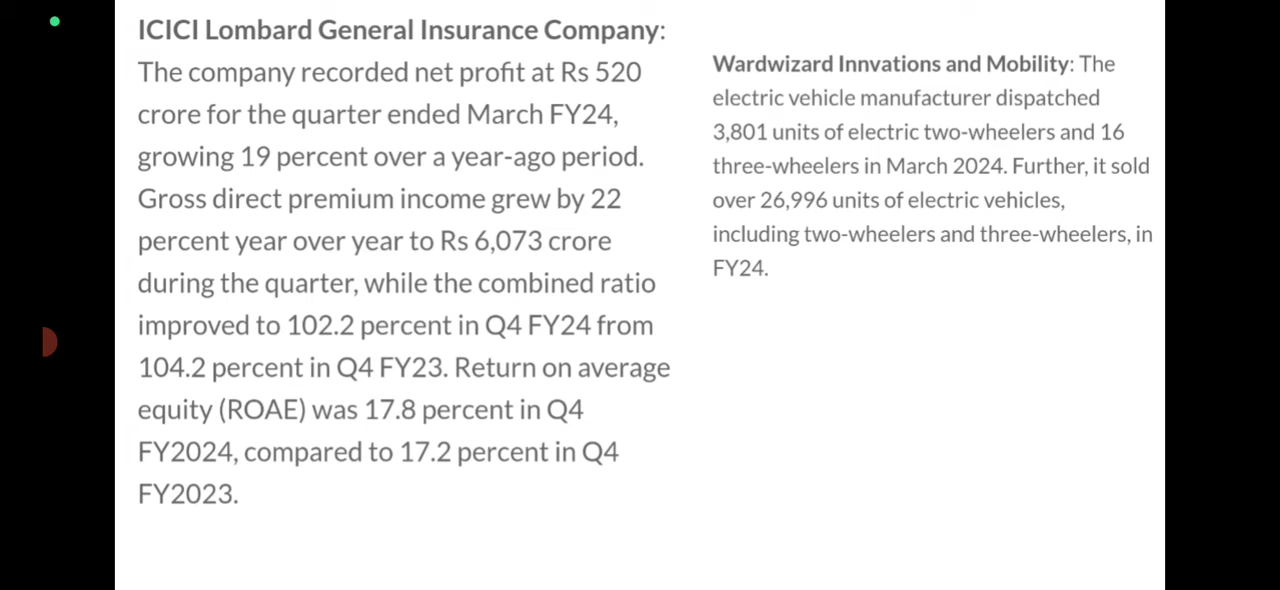 ICICI Lombard General Insurance Company:
The company recorded net profit at Rs 520
crore for the quarter ended March FY24,
growing 19 percent over a year-ago period.
Gross direct premium income grew by 22
percent year over year to Rs 6,073 crore
during the quarter, while the combined ratio
improved to 102.2 percent in Q4 FY24 from
104.2 percent in Q4 FY23. Return on average
equity (ROAE) was 17.8 percent in Q4
FY2024, compared to 17.2 percent in Q4
FY2023.
Wardwizard Innvations and Mobility: The
electric vehicle manufacturer dispatched
3,801 units of electric two-wheelers and 16
three-wheelers in March 2024. Further, it sold
over 26,996 units of electric vehicles,
including two-wheelers and three-wheelers, in
FY24.